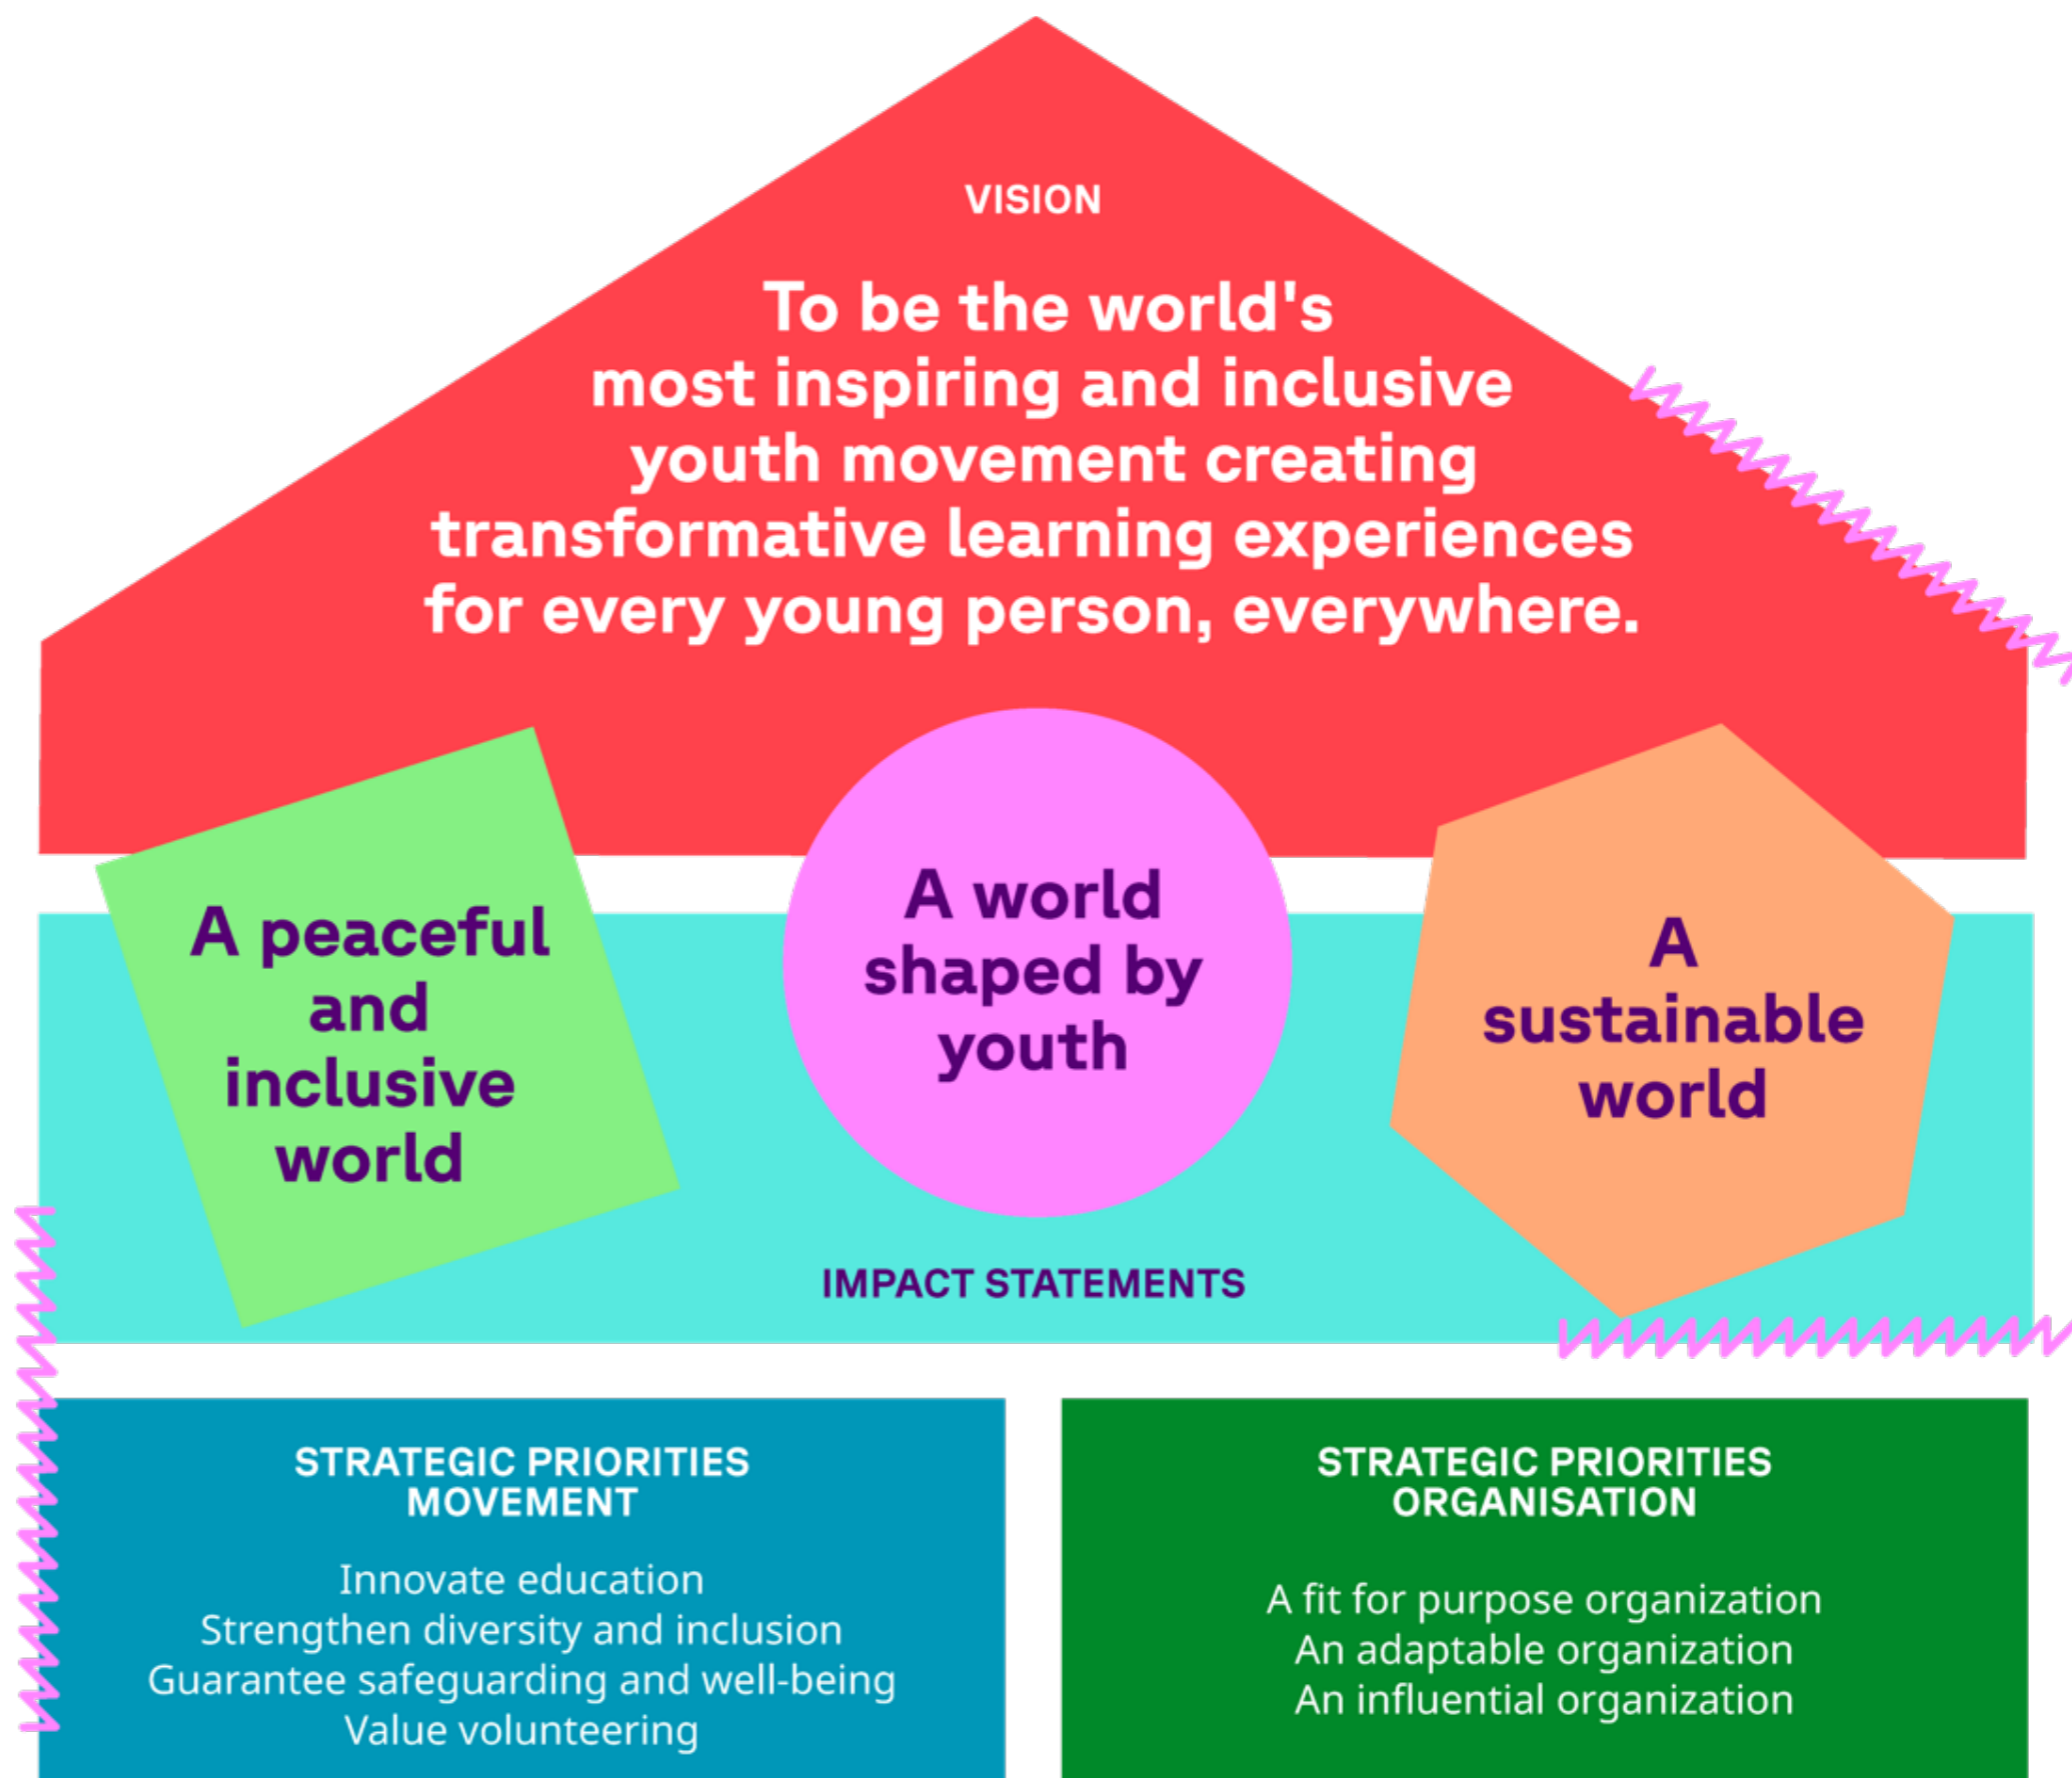 VISION
To be the world's
most inspiring and inclusive
youth movement creating
transformative learning experiences
for every young person, everywhere.
A peaceful
and
inclusive
world
A world
shaped by
youth
A
sustainable
world
IMPACT STATEMENTS
STRATEGIC PRIORITIES
MOVEMENT
Innovate education
Strengthen diversity and inclusion
Guarantee safeguarding and well-being
Value volunteering
STRATEGIC PRIORITIES
ORGANISATION
A fit for purpose organization
An adaptable organization
An influential organization